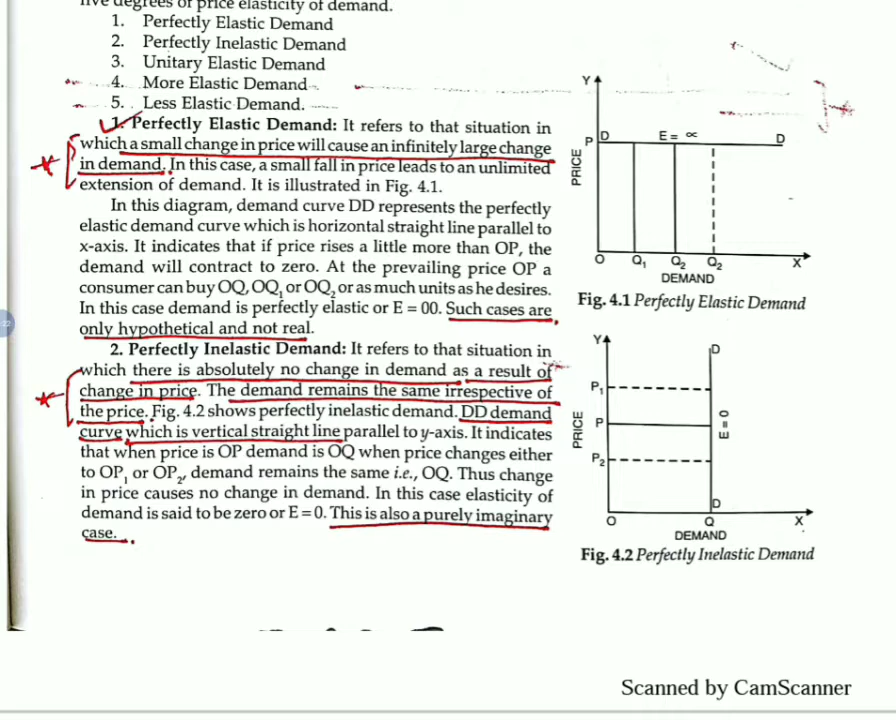 five degrees of price elasticity of demand.
1. Perfectly Elastic Demand
2. Perfectly Inelastic Demand
3. Unitary Elastic Demand
4. More Elastic Demand
5. Less Elastic Demand.
1. Perfectly Elastic Demand: It refers to that situation in
which a small change in price will cause an infinitely large change
in demand. In this case, a small fall in price leads to an unlimited
extension of demand. It is illustrated in Fig. 4.1.
In this diagram, demand curve DD represents the perfectly
elastic demand curve which is horizontal straight line parallel to
x-axis. It indicates that if price rises a little more than OP, the
demand will contract to zero. At the prevailing price OP a
consumer can buy OQ, OQ₁ or OQ₂ or as much units as he desires.
In this case demand is perfectly elastic or E = 00. Such cases are
only hypothetical and not real.
2. Perfectly Inelastic Demand: It refers to that situation in
which there is absolutely no change in demand as a result of
change in price. The demand remains the same irrespective of
the price. Fig. 4.2 shows perfectly inelastic demand. DD demand
curve which is vertical straight line parallel to y-axis. It indicates
that when price is OP demand is OQ when price changes either
to OP₁ or OP₂, demand remains the same i.e., OQ. Thus change
in price causes no change in demand. In this case elasticity of
demand is said to be zero or E = 0. This is also a purely imaginary
case.
Y
P D E = ∝ D
PRICE
O Q₁ Q₂ Q₂ X
DEMAND
Fig. 4.1 Perfectly Elastic Demand
Y
D
P₁
P
P₂
PRICE
E = 0
D
O Q X
DEMAND
Fig. 4.2 Perfectly Inelastic Demand
22
Scanned by CamScanner